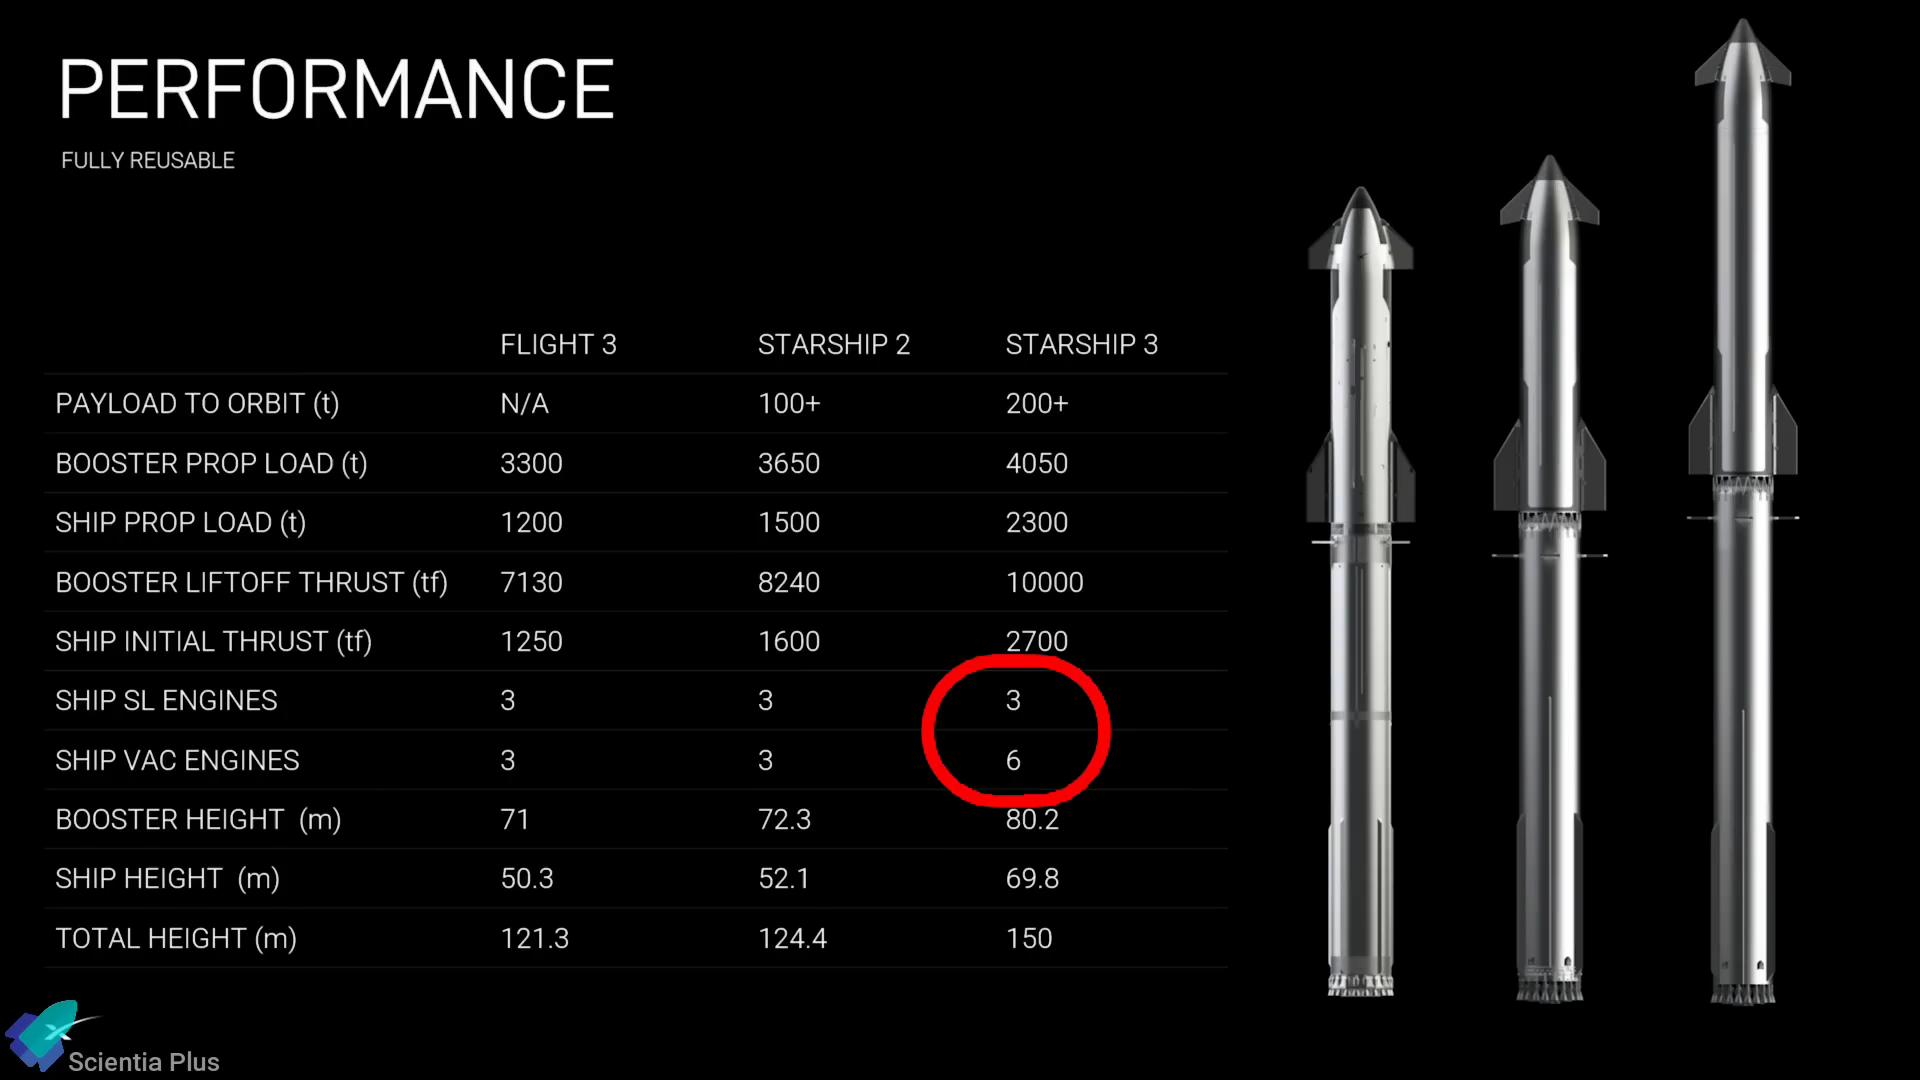 PERFORMANCE
FULLY REUSABLE
FLIGHT 3 STARSHIP 2 STARSHIP 3
PAYLOAD TO ORBIT (t) N/A 100+ 200+
BOOSTER PROP LOAD (t) 3300 3650 4050
SHIP PROP LOAD (t) 1200 1500 2300
BOOSTER LIFTOFF THRUST (tf) 7130 8240 10000
SHIP INITIAL THRUST (tf) 1250 1600 2700
SHIP SL ENGINES 3 3 3
SHIP VAC ENGINES 3 3 6
BOOSTER HEIGHT (m) 71 72.3 80.2
SHIP HEIGHT (m) 50.3 52.1 69.8
TOTAL HEIGHT (m) 121.3 124.4 150
Scientia Plus